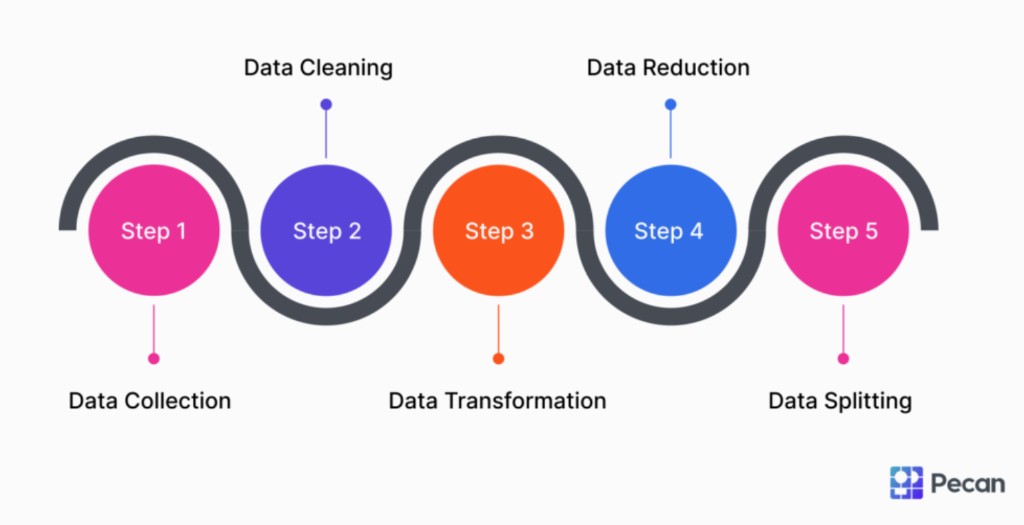 Data Cleaning
Data Reduction
Step 1
Step 2
Step 3
Step 4
Step 5
Data Collection
Data Transformation
Data Splitting
Pecan